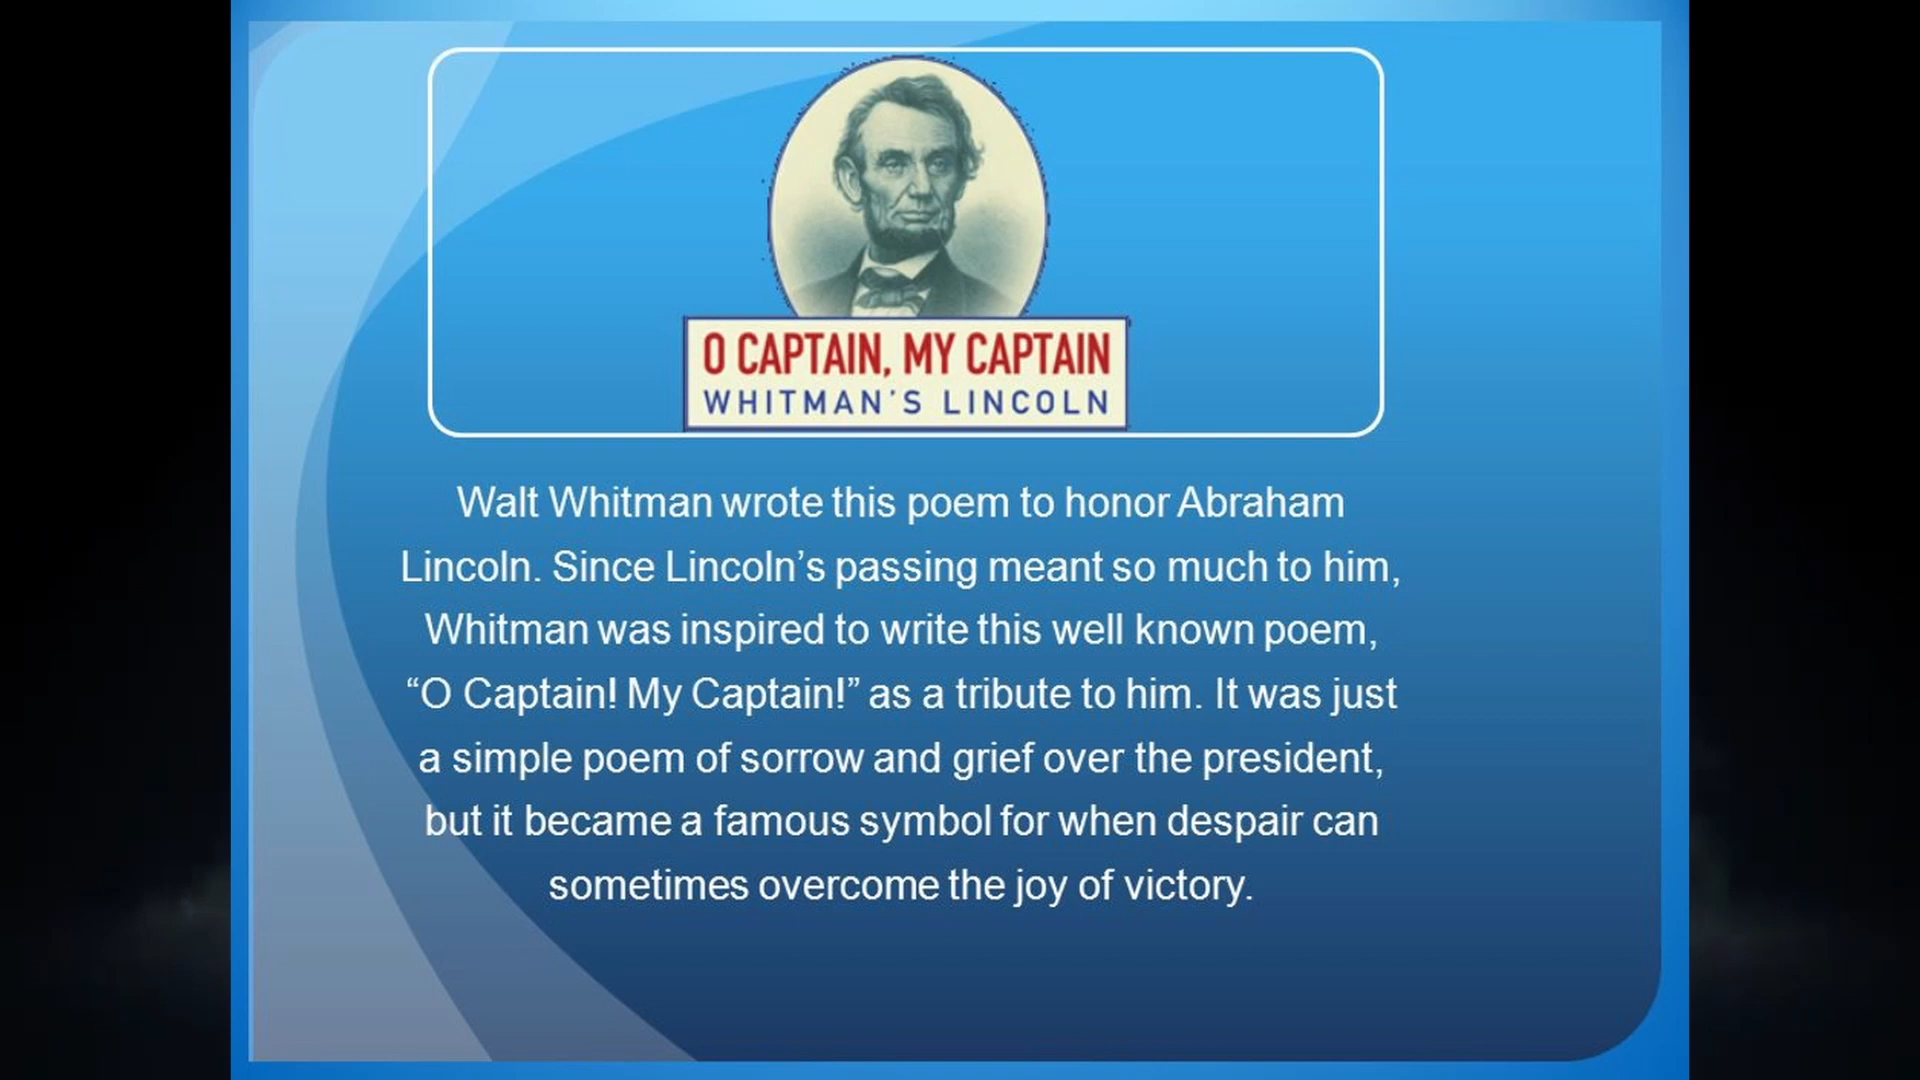 O CAPTAIN, MY CAPTAIN
WHITMAN'S LINCOLN
Walt Whitman wrote this poem to honor Abraham
Lincoln. Since Lincoln’s passing meant so much to him,
Whitman was inspired to write this well known poem,
“O Captain! My Captain!” as a tribute to him. It was just
a simple poem of sorrow and grief over the president,
but it became a famous symbol for when despair can
sometimes overcome the joy of victory.